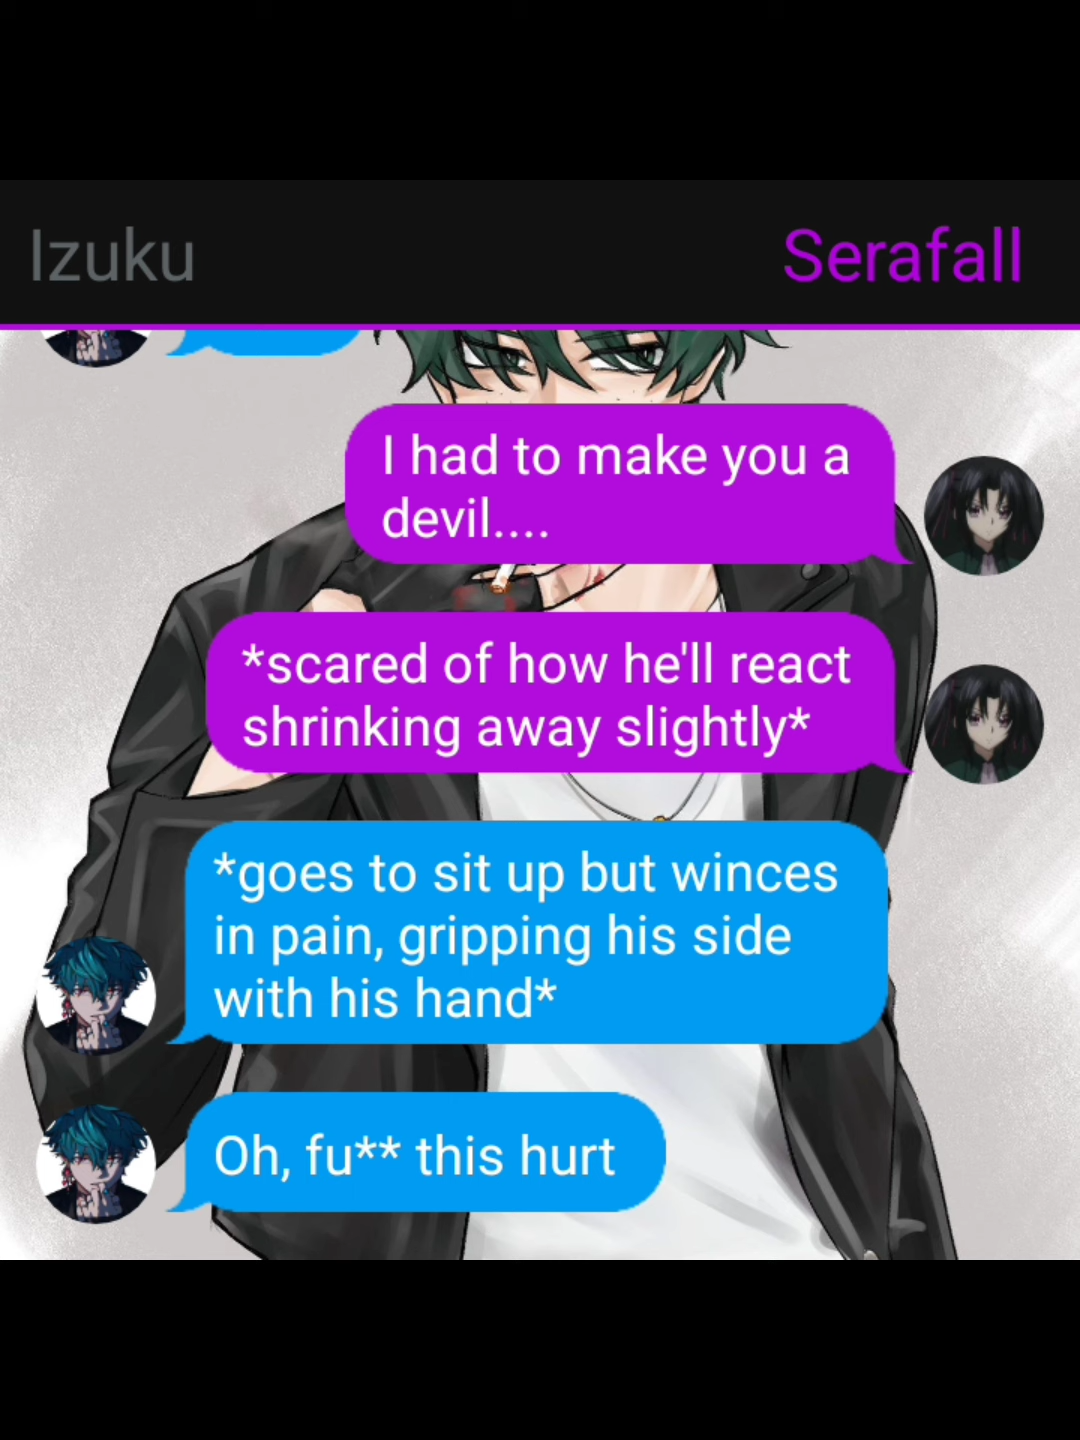 Izuku
Serafall
I had to make you a
devil....
*scared of how he'll react
shrinking away slightly*
*goes to sit up but winces
in pain, gripping his side
with his hand*
Oh, fu** this hurt